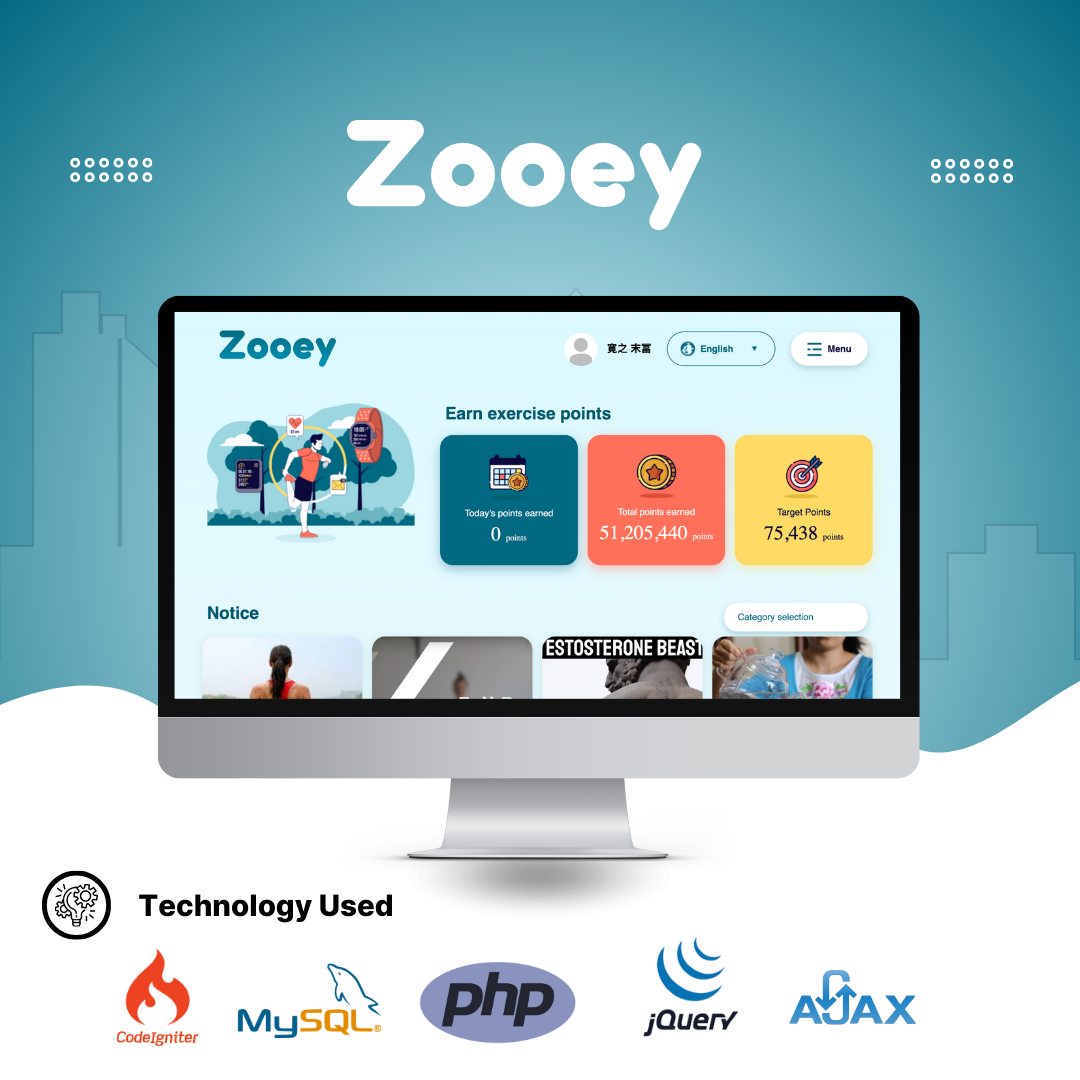 Zooey
Zooey
寛之 末冨
English
Menu
Earn exercise points
Today's points earned
0 points
Total points earned
51,205,440 points
Target Points
75,438 points
Notice
Category selection
ESTOSTERONE BEAST
Technology Used
CodeIgniter
MySQL®
php
jQuery
AJAX